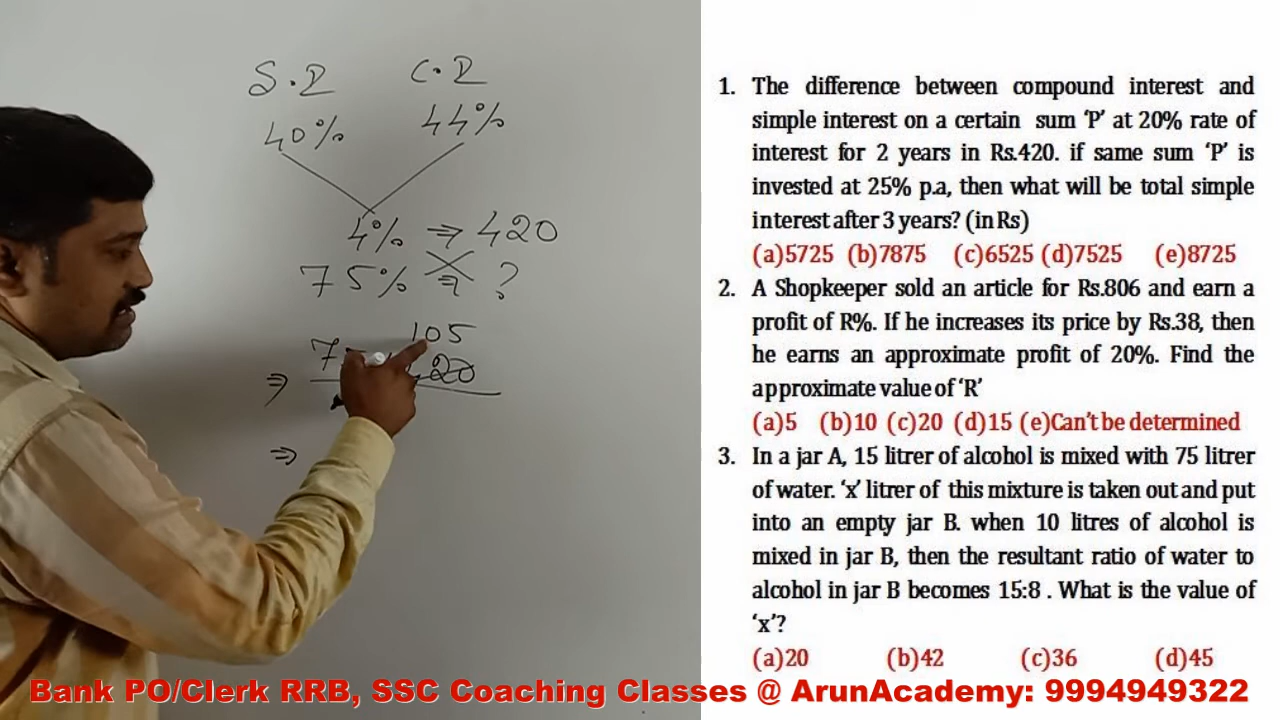 S.I C.I
40% 44%
4% ⇒ 420
75% ⇒ ?
105
⇒ 420
⇒
1. The difference between compound interest and
simple interest on a certain sum ‘P’ at 20% rate of
interest for 2 years in Rs.420. if same sum ‘P’ is
invested at 25% p.a, then what will be total simple
interest after 3 years? (in Rs)
(a)5725 (b)7875 (c)6525 (d)7525 (e)8725
2. A Shopkeeper sold an article for Rs.806 and earn a
profit of R%. If he increases its price by Rs.38, then
he earns an approximate profit of 20%. Find the
approximate value of ‘R’
(a)5 (b)10 (c)20 (d)15 (e)Can’t be determined
3. In a jar A, 15 litrer of alcohol is mixed with 75 litrer
of water. ‘x’ litrer of this mixture is taken out and put
into an empty jar B. when 10 litres of alcohol is
mixed in jar B, then the resultant ratio of water to
alcohol in jar B becomes 15:8 . What is the value of
‘x’?
(a)20 (b)42 (c)36 (d)45
Bank PO/Clerk RRB, SSC Coaching Classes @ ArunAcademy: 9994949322